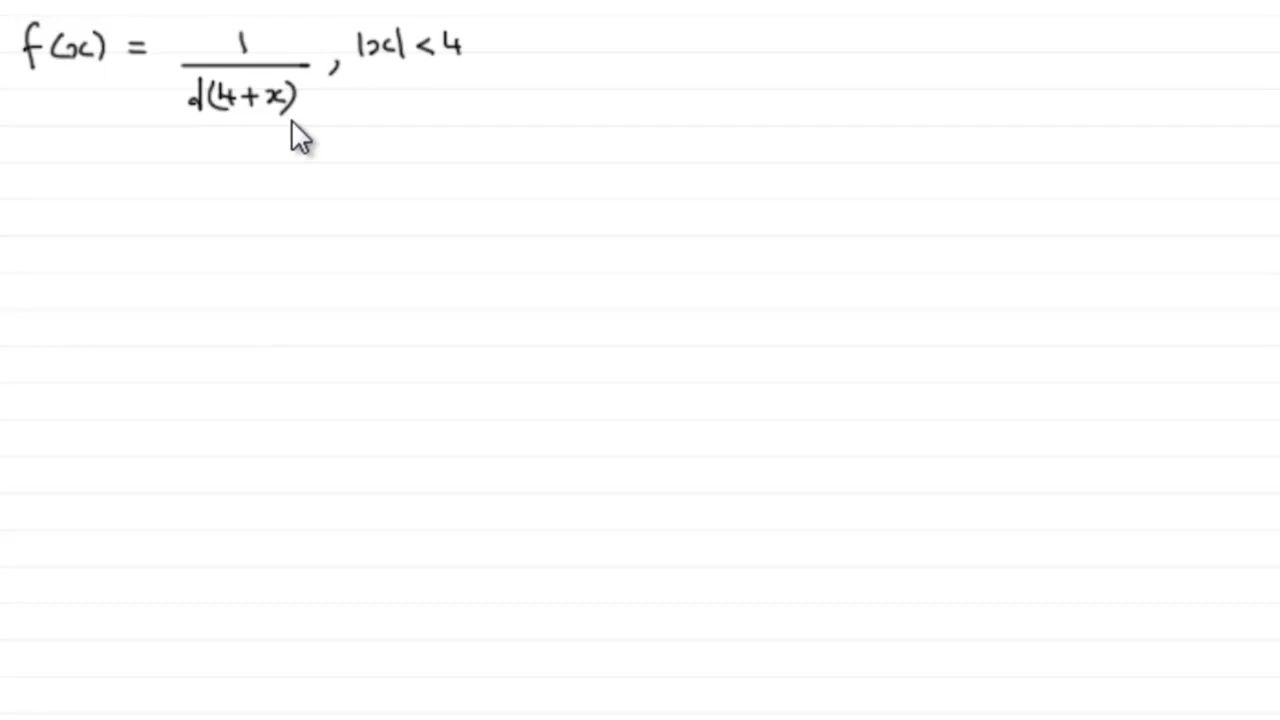 f(x) = 1 / √(4+x) , |x| < 4